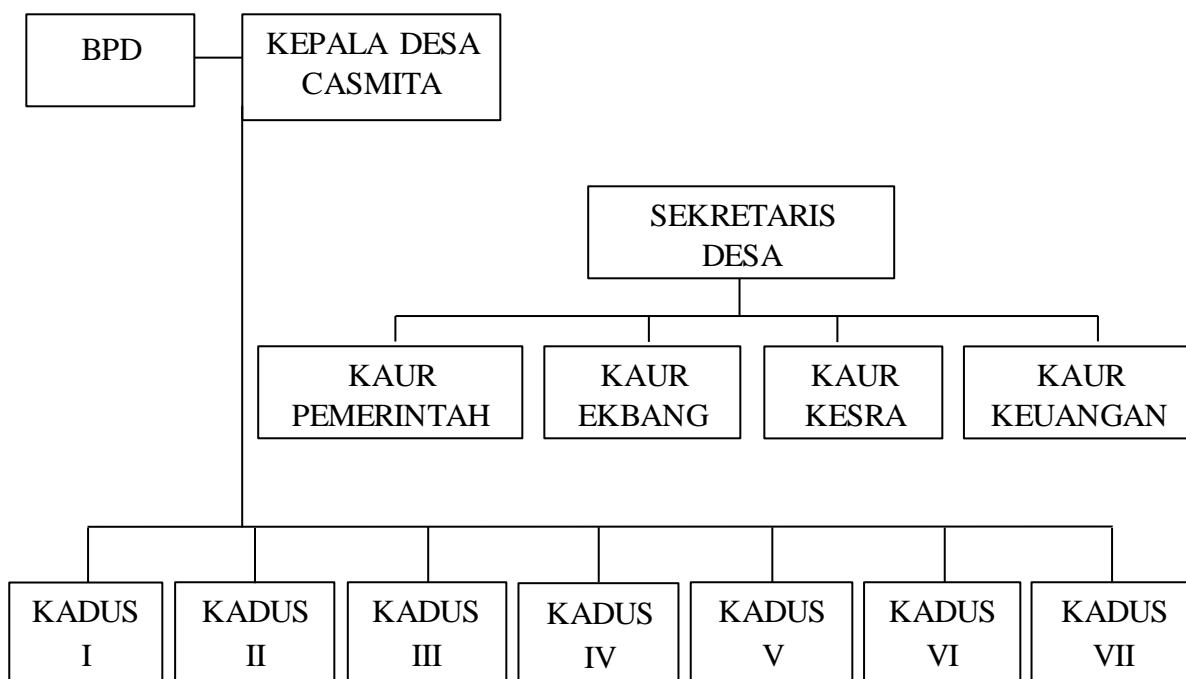 BPD
KEPALA DESA
CASMITA
SEKRETARIS
DESA
KAUR
PEMERINTAH
KAUR
EKBANG
KAUR
KESRA
KAUR
KEUANGAN
KADUS
I
KADUS
II
KADUS
III
KADUS
IV
KADUS
V
KADUS
VI
KADUS
VII